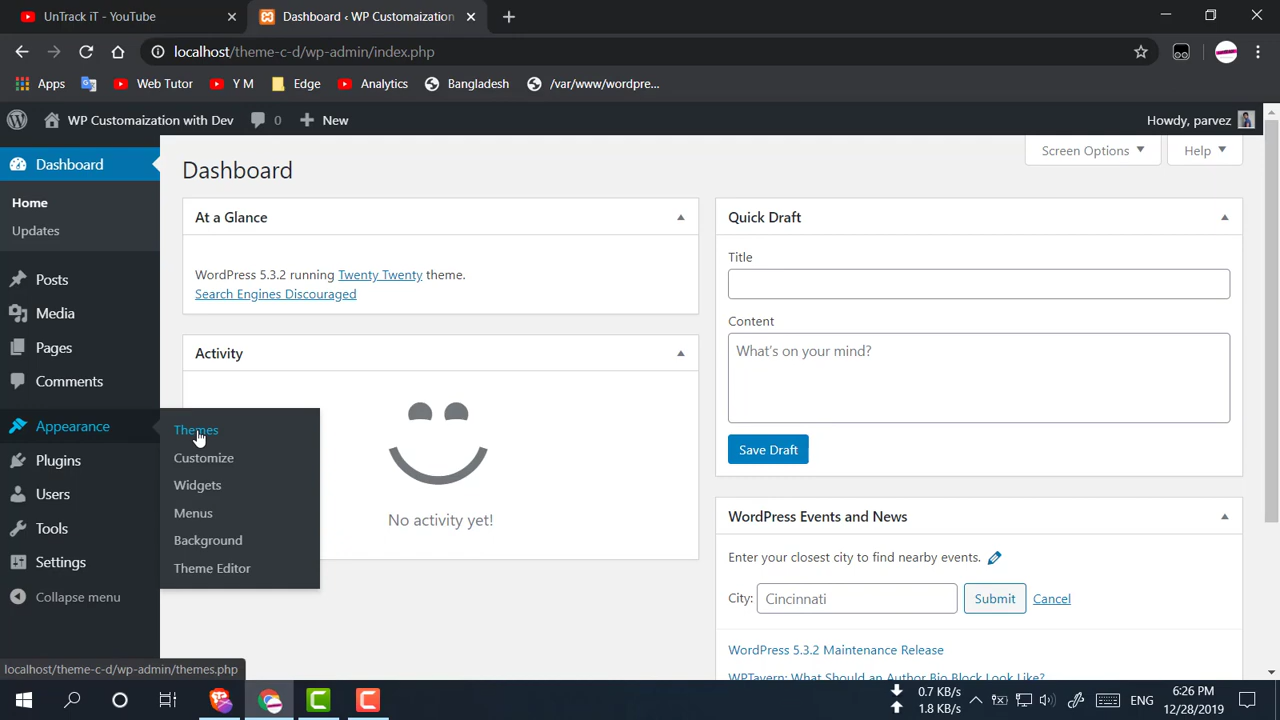 UnTrack iT - YouTube
Dashboard ‹ WP Customaization
localhost/theme-c-d/wp-admin/index.php
Apps
Web Tutor
Y M
Edge
Analytics
Bangladesh
/var/www/wordpre...
WP Customaization with Dev
0
New
Howdy, parvez
Dashboard
Home
Updates
Posts
Media
Pages
Comments
Appearance
Plugins
Users
Tools
Settings
Collapse menu
Themes
Customize
Widgets
Menus
Background
Theme Editor
Screen Options
Help
Dashboard
At a Glance
WordPress 5.3.2 running Twenty Twenty theme.
Search Engines Discouraged
Activity
No activity yet!
Quick Draft
Title
Content
What's on your mind?
Save Draft
WordPress Events and News
Enter your closest city to find nearby events.
City: Cincinnati Submit Cancel
WordPress 5.3.2 Maintenance Release
WPTavern: What Should an Author Bio Block Look Like?
localhost/theme-c-d/wp-admin/themes.php
0.7 KB/s
1.8 KB/s
ENG
6:26 PM
12/28/2019